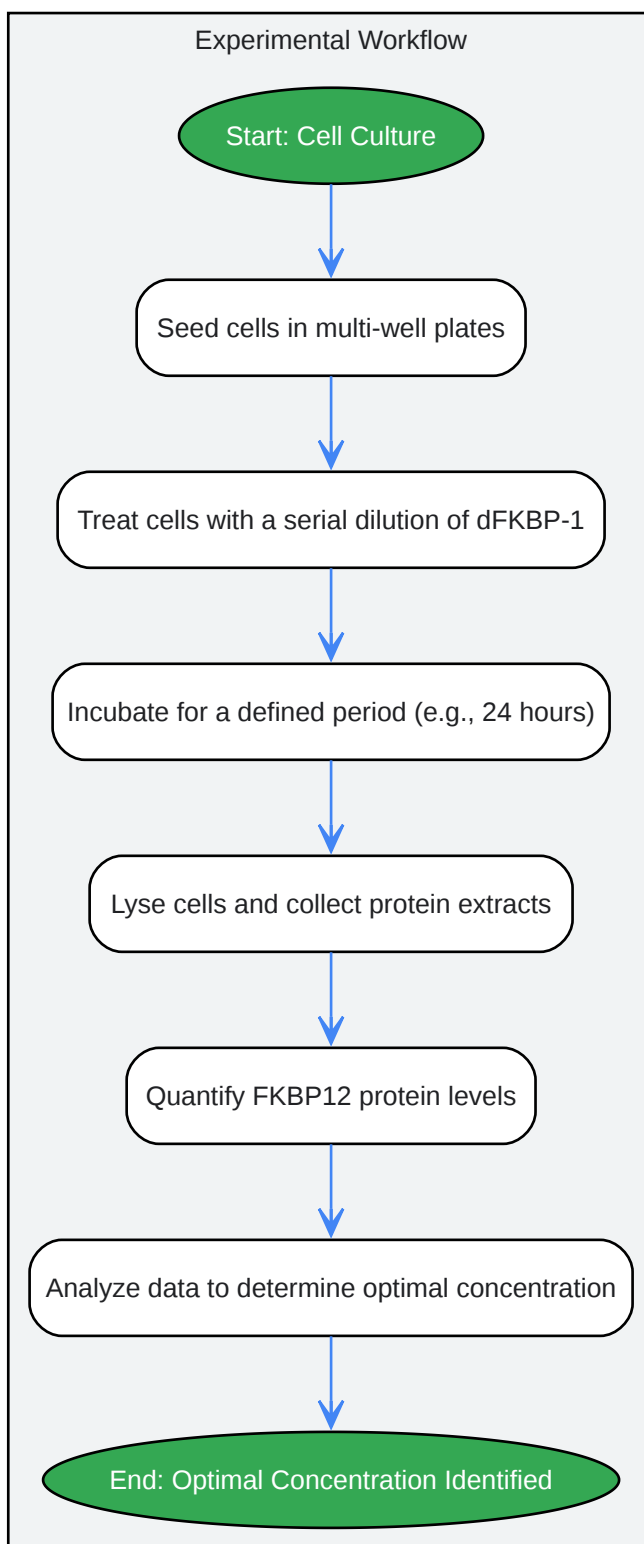 Experimental Workflow
Start: Cell Culture
Seed cells in multi-well plates
Treat cells with a serial dilution of dFKBP-1
Incubate for a defined period (e.g., 24 hours)
Lyse cells and collect protein extracts
Quantify FKBP12 protein levels
Analyze data to determine optimal concentration
End: Optimal Concentration Identified